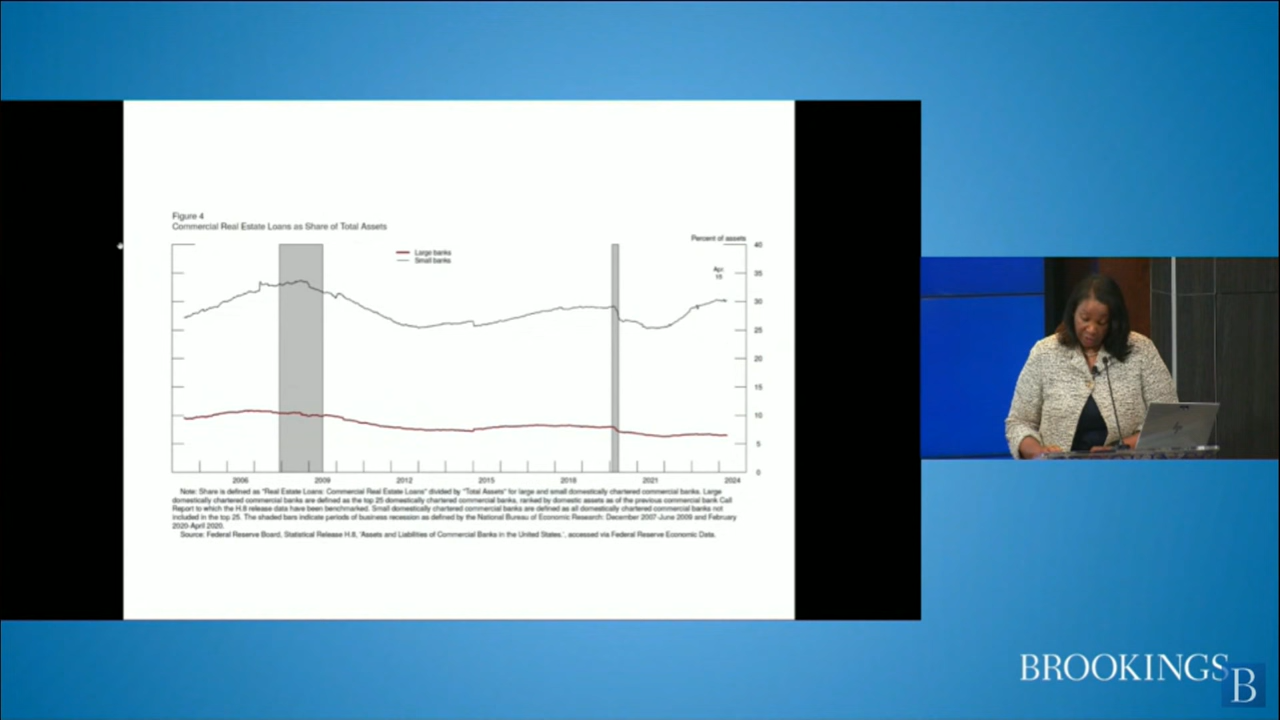 Figure 4
Commercial Real Estate Loans as Share of Total Assets
Percent of assets
Large banks
Small banks
Apr.
15
40
35
30
25
20
15
10
5
0
2006 2009 2012 2015 2018 2021 2024
Note: Share is defined as "Real Estate Loans: Commercial Real Estate Loans" divided by "Total Assets" for large and small domestically chartered commercial banks. Large
domestically chartered commercial banks are defined as the top 25 domestically chartered commercial banks, ranked by domestic assets as of the previous commercial bank Call
Report to which the H.8 release data have been benchmarked. Small domestically chartered commercial banks are defined as all domestically chartered commercial banks not
included in the top 25. The shaded bars indicate periods of business recession as defined by the National Bureau of Economic Research: December 2007-June 2009 and February
2020-April 2020.
Source: Federal Reserve Board, Statistical Release H.8, 'Assets and Liabilities of Commercial Banks in the United States.', accessed via Federal Reserve Economic Data.
BROOKINGS
B